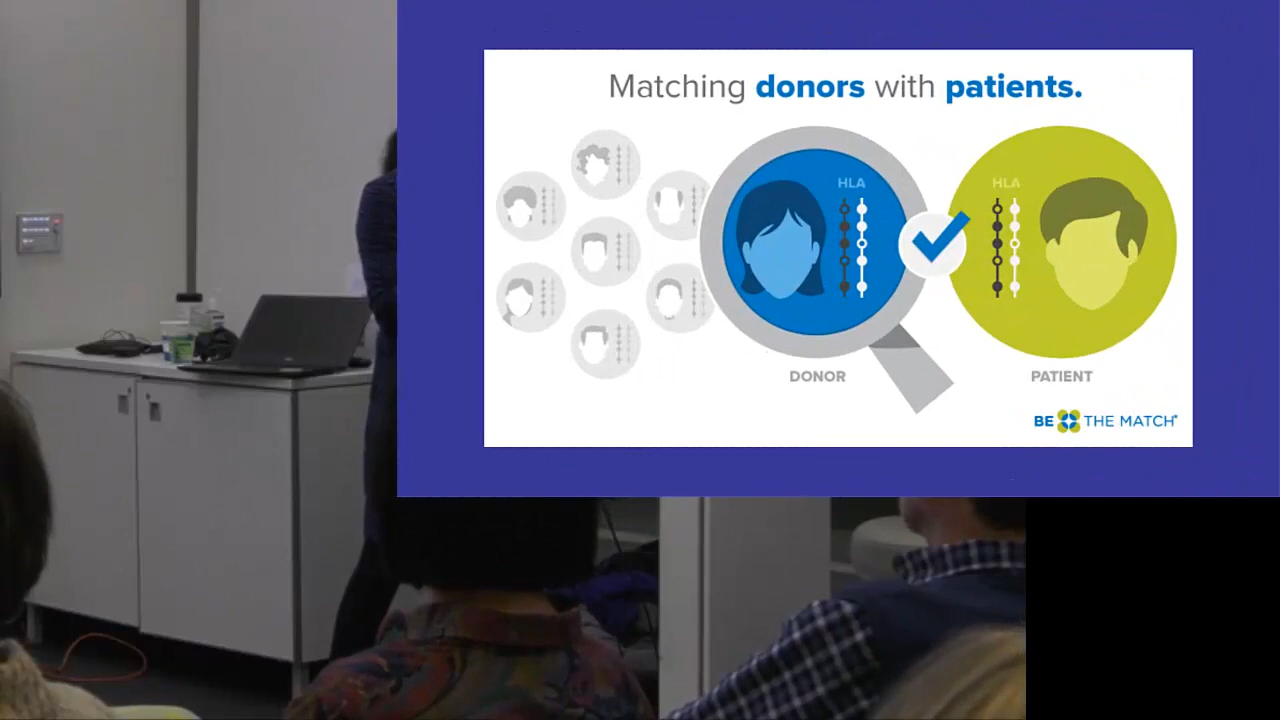 Matching donors with patients.
HLA
HLA
DONOR
PATIENT
BE THE MATCH®